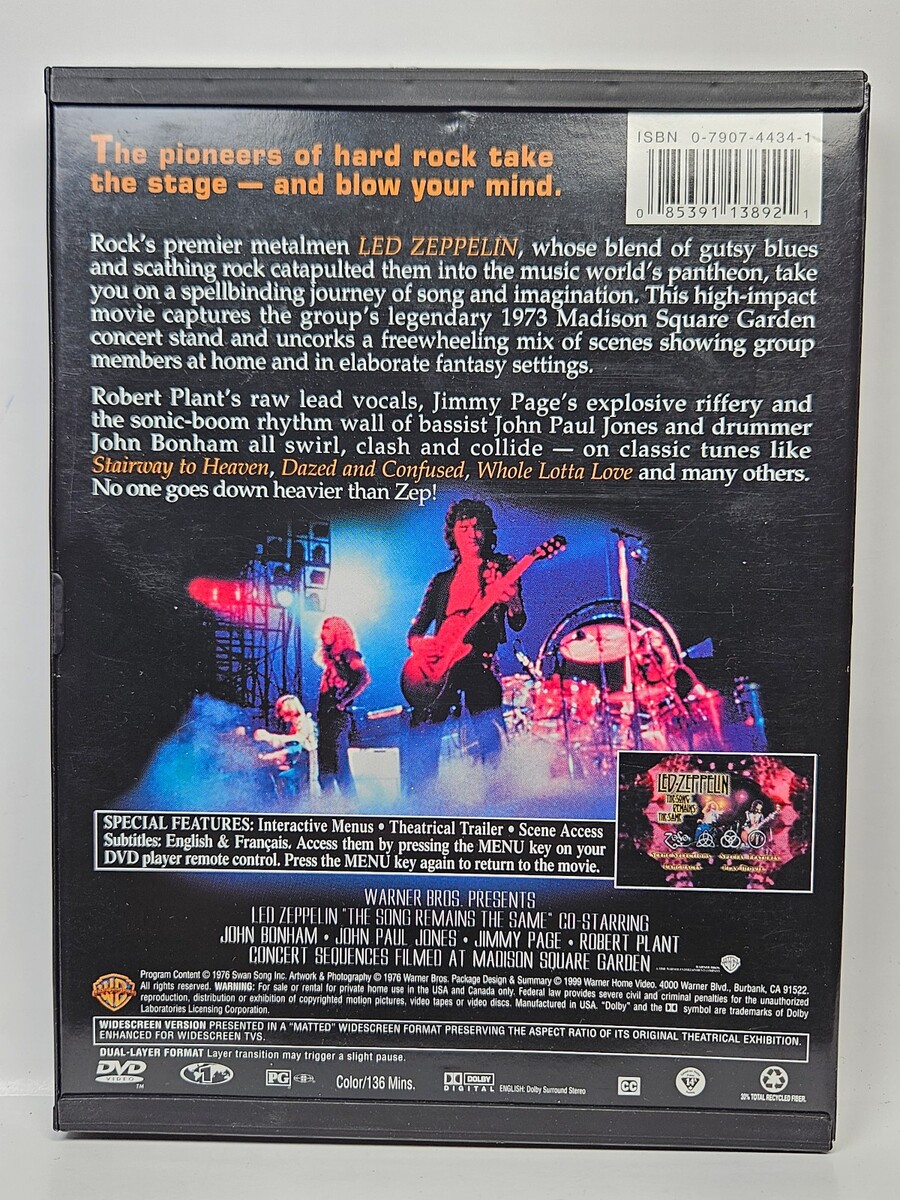 The pioneers of hard rock take
the stage — and blow your mind.
ISBN 0-7907-4434-1
0 85391 13892 1
Rock's premier metalmen LED ZEPPELIN, whose blend of gutsy blues
and scathing rock catapulted them into the music world's pantheon, take
you on a spellbinding journey of song and imagination. This high-impact
movie captures the group's legendary 1973 Madison Square Garden
concert stand and uncorks a freewheeling mix of scenes showing group
members at home and in elaborate fantasy settings.
Robert Plant's raw lead vocals, Jimmy Page's explosive riffery and
the sonic-boom rhythm wall of bassist John Paul Jones and drummer
John Bonham all swirl, clash and collide — on classic tunes like
Stairway to Heaven, Dazed and Confused, Whole Lotta Love and many others.
No one goes down heavier than Zep!
LED-ZEPPELIN
THE SONG
REMAINS
THE SAME
SCENE SELECTIONS SPECIAL FEATURES
LANGUAGES PLAY MOVIE
SPECIAL FEATURES: Interactive Menus • Theatrical Trailer • Scene Access
Subtitles: English & Français. Access them by pressing the MENU key on your
DVD player remote control. Press the MENU key again to return to the movie.
WARNER BROS. PRESENTS
LED ZEPPELIN "THE SONG REMAINS THE SAME" CO-STARRING
JOHN BONHAM • JOHN PAUL JONES • JIMMY PAGE • ROBERT PLANT
CONCERT SEQUENCES FILMED AT MADISON SQUARE GARDEN
Program Content © 1976 Swan Song Inc. Artwork & Photography © 1976 Warner Bros. Package Design & Summary © 1999 Warner Home Video. 4000 Warner Blvd., Burbank, CA 91522.
All rights reserved. WARNING: For sale or rental for private home use in the USA and Canada only. Federal law provides severe civil and criminal penalties for the unauthorized
reproduction, distribution or exhibition of copyrighted motion pictures, video tapes or video discs. Manufactured in USA. "Dolby" and the DD symbol are trademarks of Dolby
Laboratories Licensing Corporation.
WIDESCREEN VERSION PRESENTED IN A "MATTED" WIDESCREEN FORMAT PRESERVING THE ASPECT RATIO OF ITS ORIGINAL THEATRICAL EXHIBITION.
ENHANCED FOR WIDESCREEN TVS.
DUAL-LAYER FORMAT Layer transition may trigger a slight pause.
DVD VIDEO TM 1 PG Color/136 Mins. DOLBY DIGITAL ENGLISH: Dolby Surround Stereo CC 14
20% TOTAL RECYCLED FIBER.